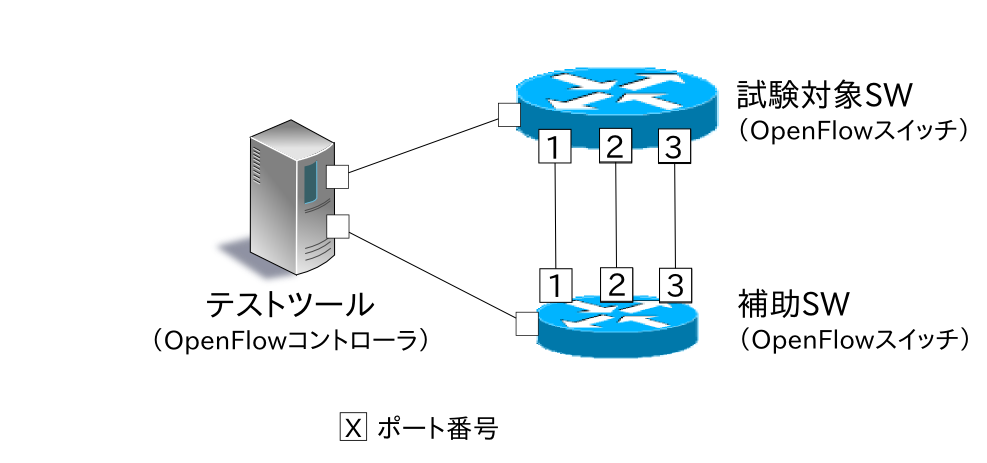 試験対象SW
（OpenFlowスイッチ）
1 2 3
1 2 3
テストツール
（OpenFlowコントローラ）
補助SW
（OpenFlowスイッチ）
X ポート番号